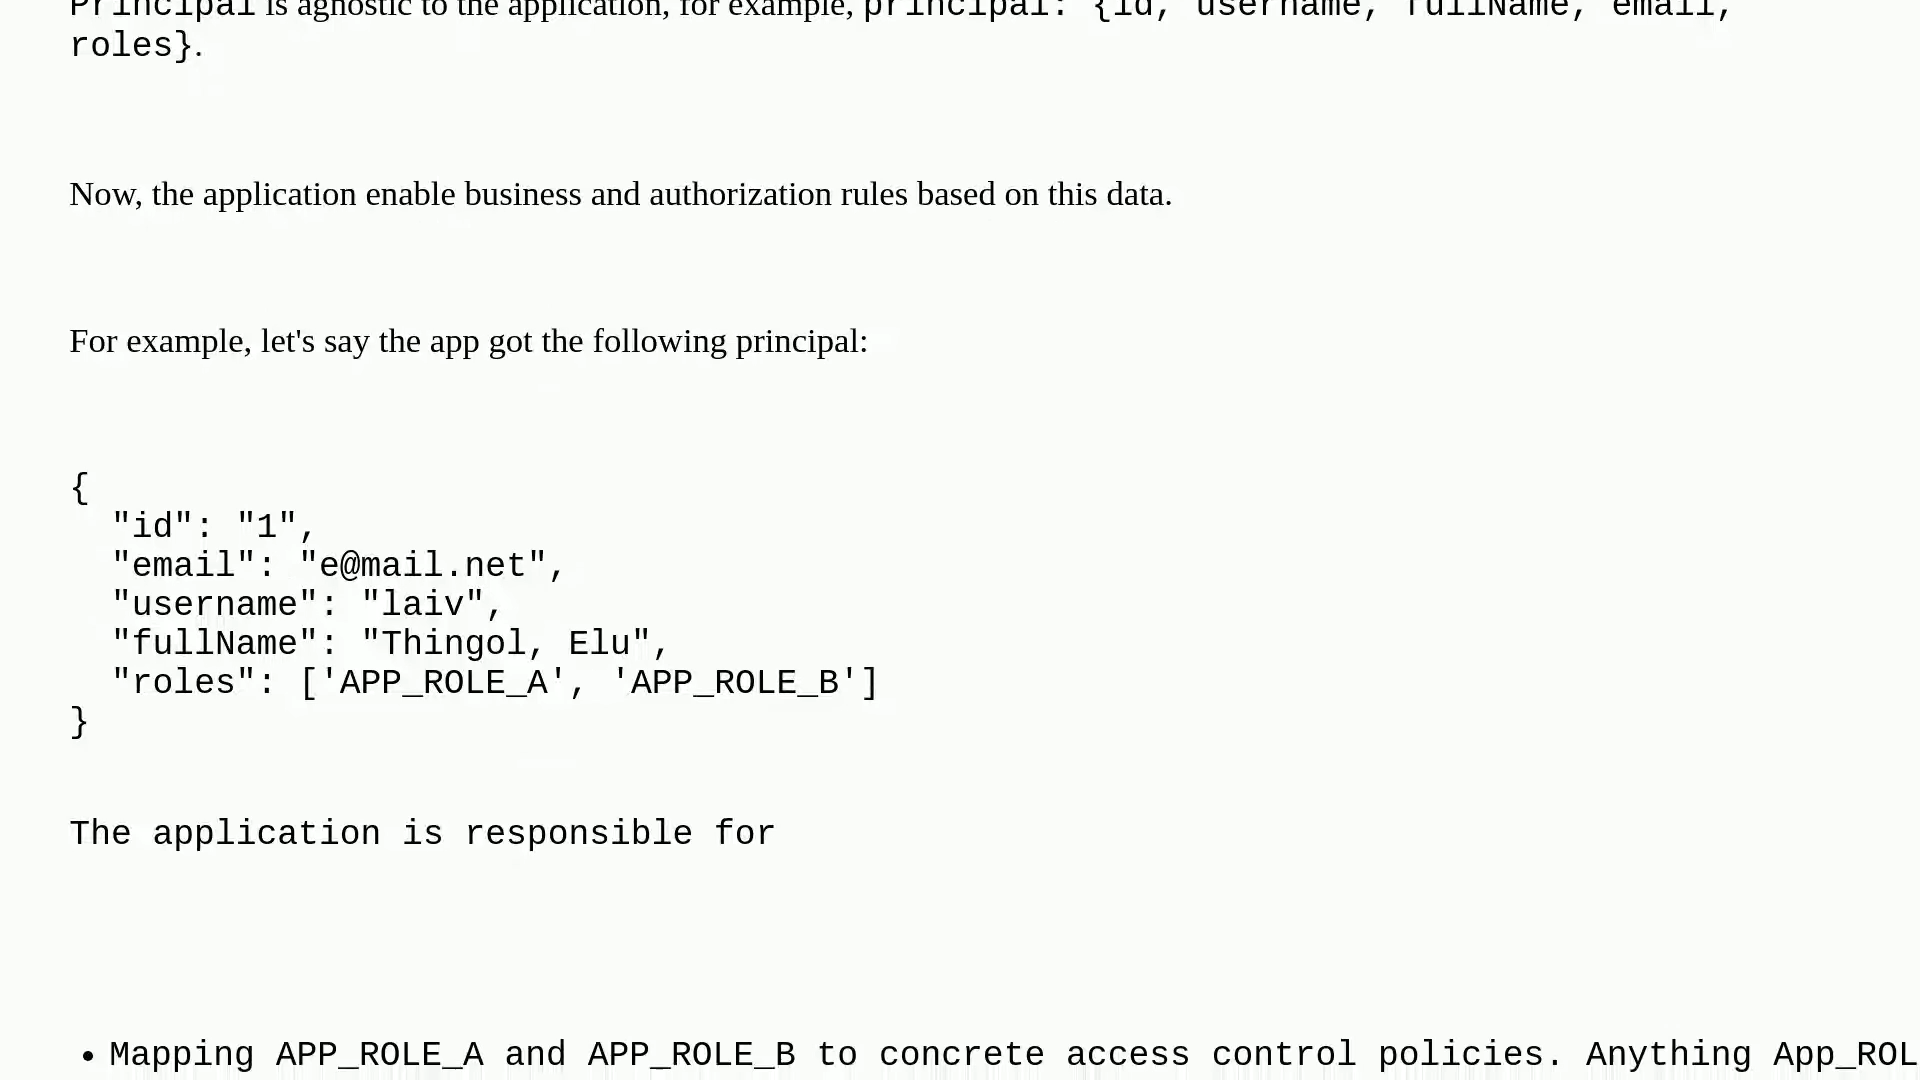 Principal is agnostic to the application, for example, principal: {id, username, fullName, email,
roles}.
Now, the application enable business and authorization rules based on this data.
For example, let's say the app got the following principal:
{
  "id": "1",
  "email": "e@mail.net",
  "username": "laiv",
  "fullName": "Thingol, Elu",
  "roles": ['APP_ROLE_A', 'APP_ROLE_B']
}
The application is responsible for
• Mapping APP_ROLE_A and APP_ROLE_B to concrete access control policies. Anything App_ROL